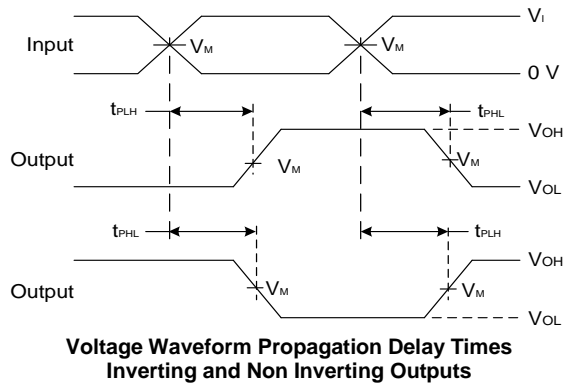 VI
Input
VM
VM
0 V
tPLH
tPHL
VOH
Output
VM
VM
VOL
tPHL
tPLH
VOH
Output
VM
VM
VOL
Voltage Waveform Propagation Delay Times
Inverting and Non Inverting Outputs